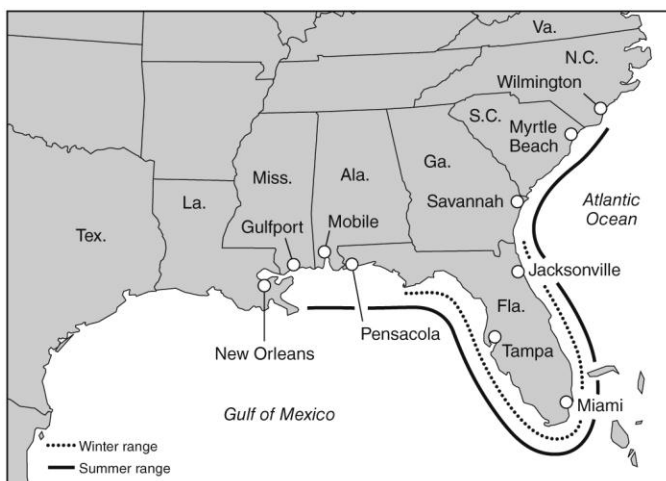 Va.
N.C.
Wilmington
S.C.
Myrtle
Beach
Ga.
Miss.
Ala.
La.
Savannah
Atlantic
Ocean
Tex.
Gulfport
Mobile
Jacksonville
Fla.
Pensacola
New Orleans
Tampa
Miami
Gulf of Mexico
Winter range
Summer range